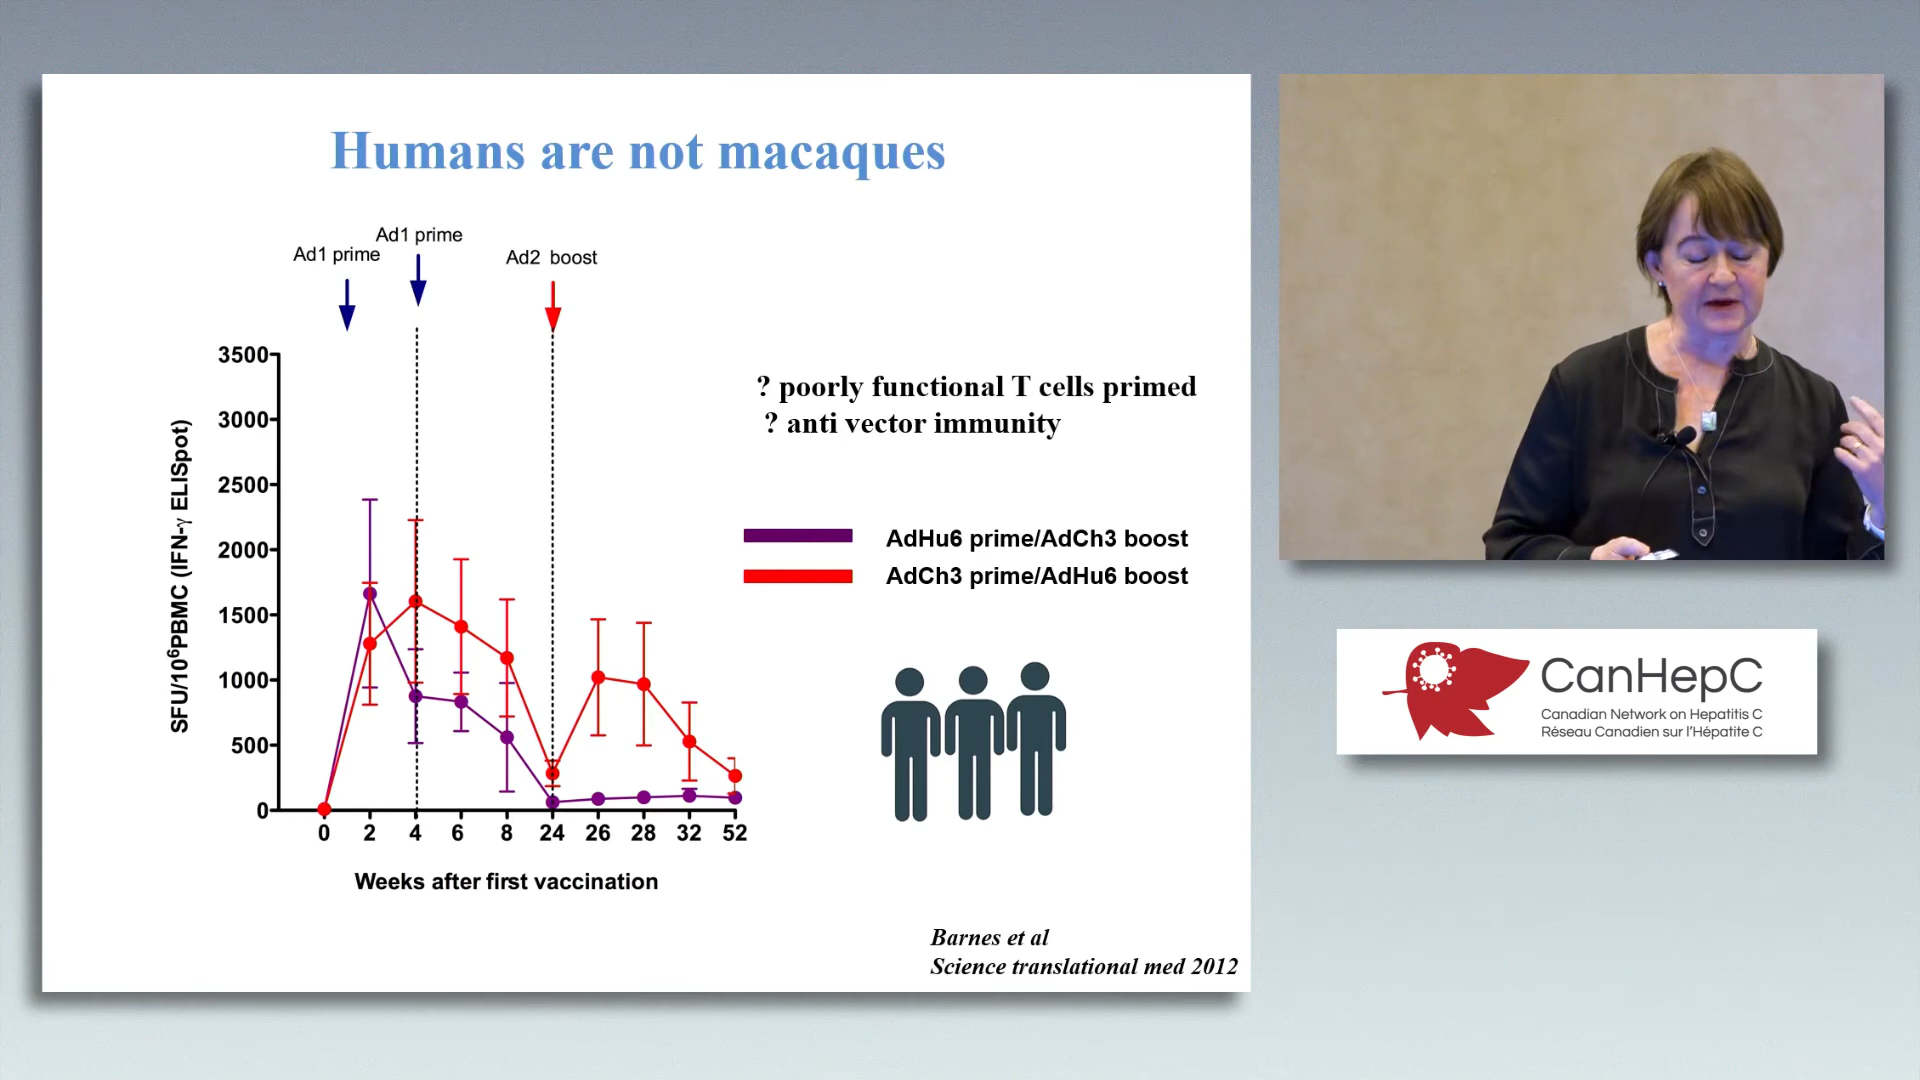 Humans are not macaques
Ad1 prime
Ad1 prime
Ad2 boost
3500
3000
2500
2000
1500
1000
500
0
SFU/10⁶PBMC (IFN-γ ELISpot)
0 2 4 6 8 24 26 28 32 52
Weeks after first vaccination
? poorly functional T cells primed
? anti vector immunity
AdHu6 prime/AdCh3 boost
AdCh3 prime/AdHu6 boost
Barnes et al
Science translational med 2012
CanHepC
Canadian Network on Hepatitis C
Réseau Canadien sur l'Hépatite C